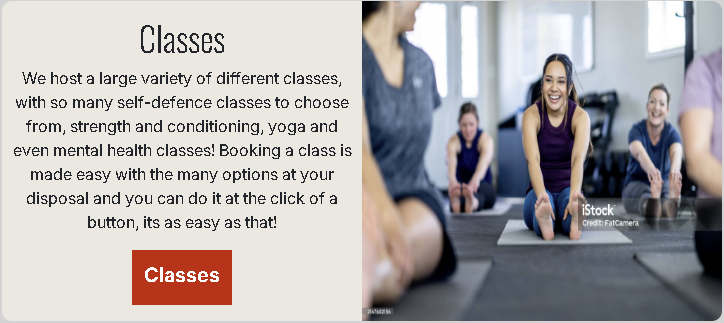 Classes
We host a large variety of different classes,
with so many self-defence classes to choose
from, strength and conditioning, yoga and
even mental health classes! Booking a class is
made easy with the many options at your
disposal and you can do it at the click of a
button, its as easy as that!
Classes
iStock
Credit: FatCamera
2167602156